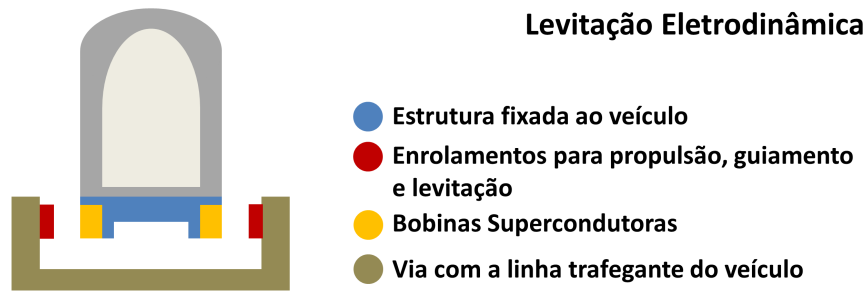 Levitação Eletrodinâmica
Estrutura fixada ao veículo
Enrolamentos para propulsão, guiamento
e levitação
Bobinas Supercondutoras
Via com a linha trafegante do veículo